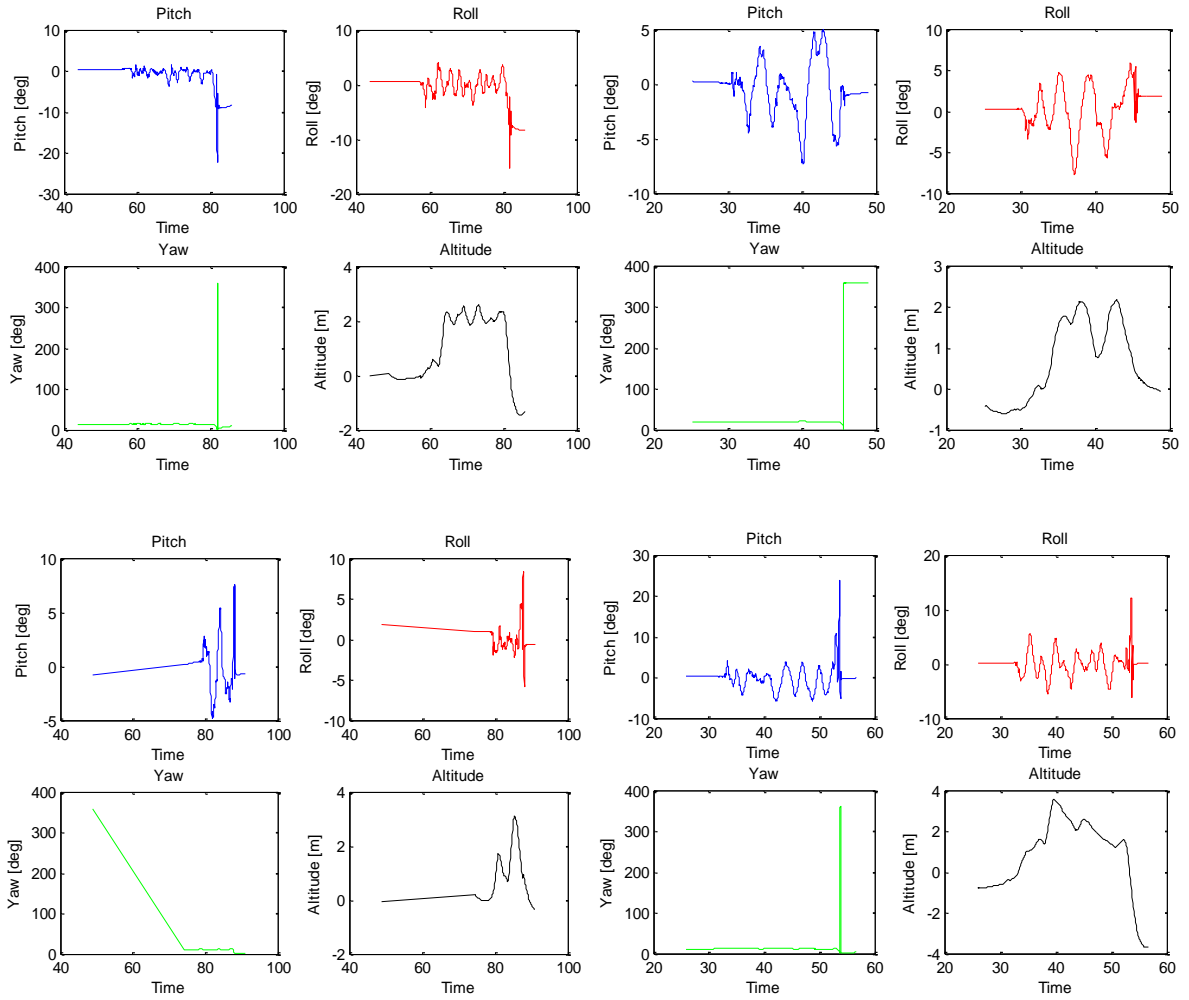 Pitch
Pitch [deg]
10
0
-10
-20
-30
40 60 80 100
Time
Roll
Roll [deg]
10
0
-10
-20
40 60 80 100
Time
Pitch
Pitch [deg]
5
0
-5
-10
20 30 40 50
Time
Roll
Roll [deg]
10
5
0
-5
-10
20 30 40 50
Time
Yaw
Yaw [deg]
400
300
200
100
0
40 60 80 100
Time
Altitude
Altitude [m]
4
2
0
-2
40 60 80 100
Time
Yaw
Yaw [deg]
400
300
200
100
0
20 30 40 50
Time
Altitude
Altitude [m]
3
2
1
0
-1
20 30 40 50
Time
Pitch
Pitch [deg]
10
5
0
-5
40 60 80 100
Time
Roll
Roll [deg]
10
5
0
-5
-10
40 60 80 100
Time
Pitch
Pitch [deg]
30
20
10
0
-10
20 30 40 50 60
Time
Roll
Roll [deg]
20
10
0
-10
20 30 40 50 60
Time
Yaw
Yaw [deg]
400
300
200
100
0
40 60 80 100
Time
Altitude
Altitude [m]
4
2
0
-2
40 60 80 100
Time
Yaw
Yaw [deg]
400
300
200
100
0
20 30 40 50 60
Time
Altitude
Altitude [m]
4
2
0
-2
-4
20 30 40 50 60
Time